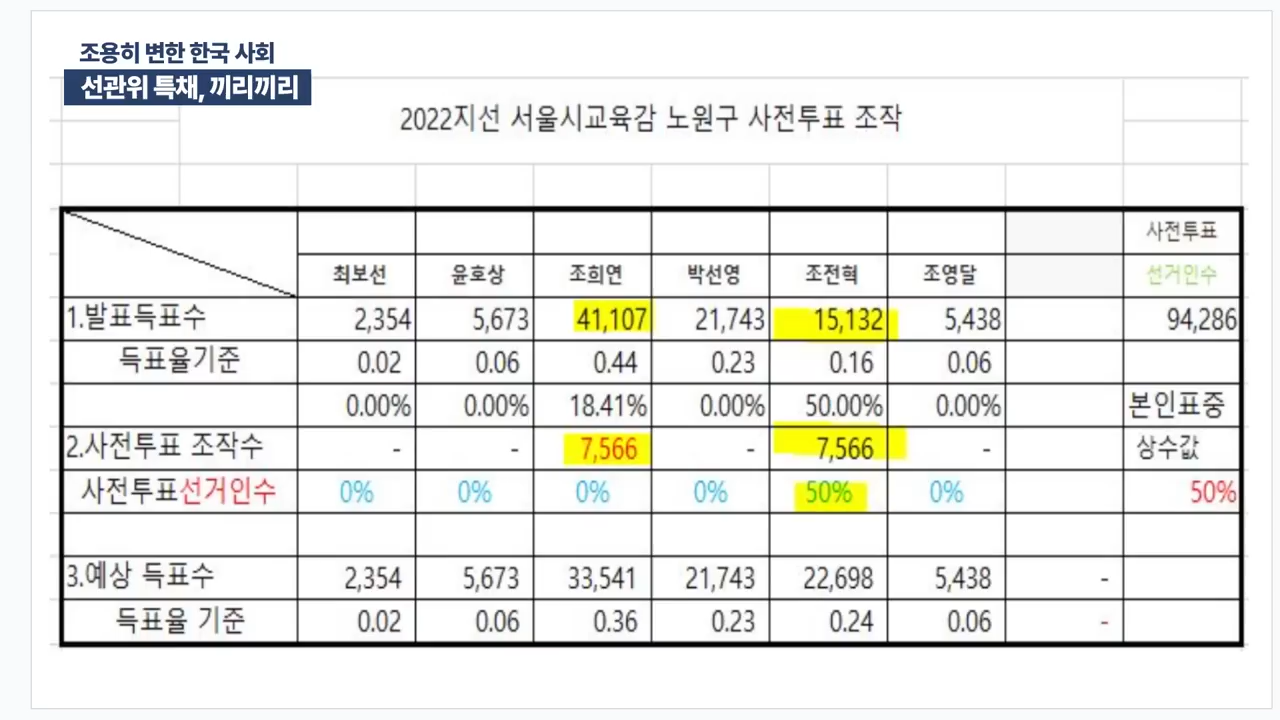 조용히 변한 한국 사회
선관위 특채, 끼리끼리
2022지선 서울시교육감 노원구 사전투표 조작
사전투표
최보선 윤호상 조희연 박선영 조전혁 조영달 선거인수
1.발표득표수 2,354 5,673 41,107 21,743 15,132 5,438 94,286
득표율기준 0.02 0.06 0.44 0.23 0.16 0.06
0.00% 0.00% 18.41% 0.00% 50.00% 0.00% 본인표중
2.사전투표 조작수 - - 7,566 - 7,566 - 상수값
사전투표선거인수 0% 0% 0% 0% 50% 0% 50%
3.예상 득표수 2,354 5,673 33,541 21,743 22,698 5,438 -
득표율 기준 0.02 0.06 0.36 0.23 0.24 0.06 -